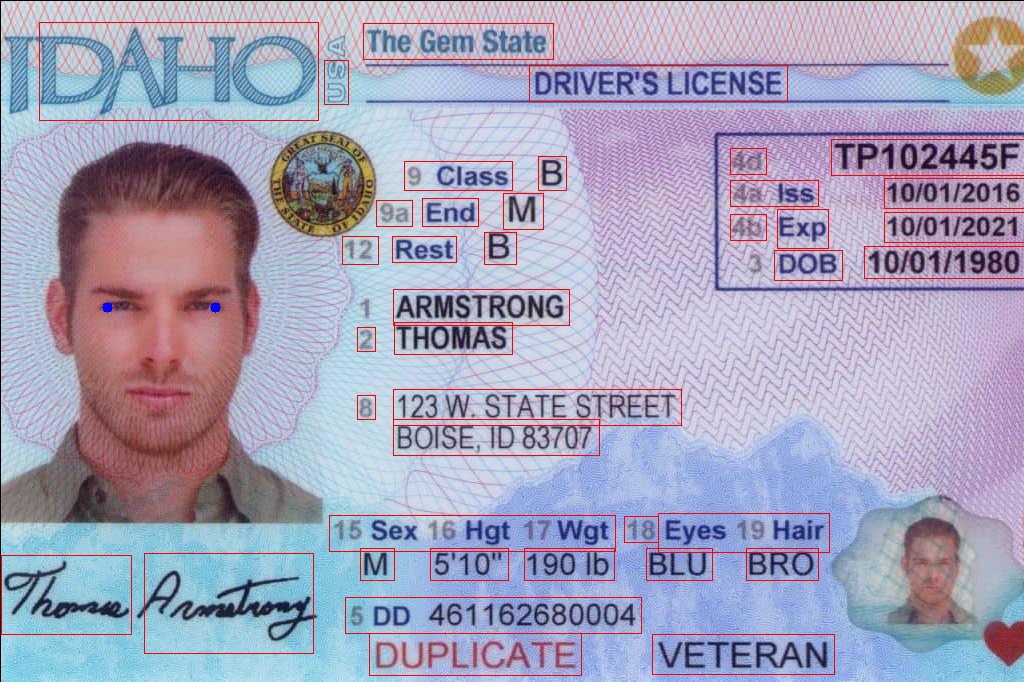 IDAHO USA The Gem State
DRIVER'S LICENSE
GREAT SEAL OF THE STATE OF IDAHO
9 Class B
9a End M
12 Rest B
4d TP102445F
4a Iss 10/01/2016
4b Exp 10/01/2021
3 DOB 10/01/1980
1 ARMSTRONG
2 THOMAS
8 123 W. STATE STREET
BOISE, ID 83707
15 Sex 16 Hgt 17 Wgt 18 Eyes 19 Hair
M 5'10" 190 lb BLU BRO
Thomas Armstrong
5 DD 461162680004
DUPLICATE VETERAN